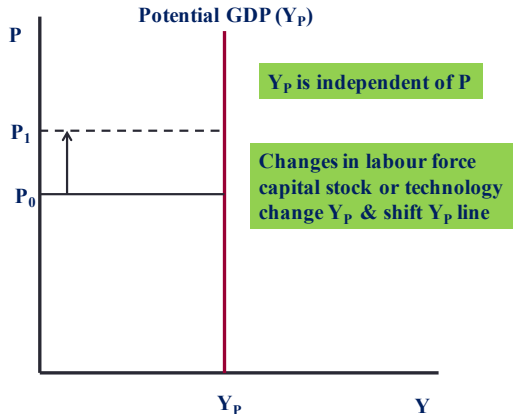 Potential GDP (YP)
P
YP is independent of P
P1
Changes in labour force
capital stock or technology
change YP & shift YP line
P0
YP
Y